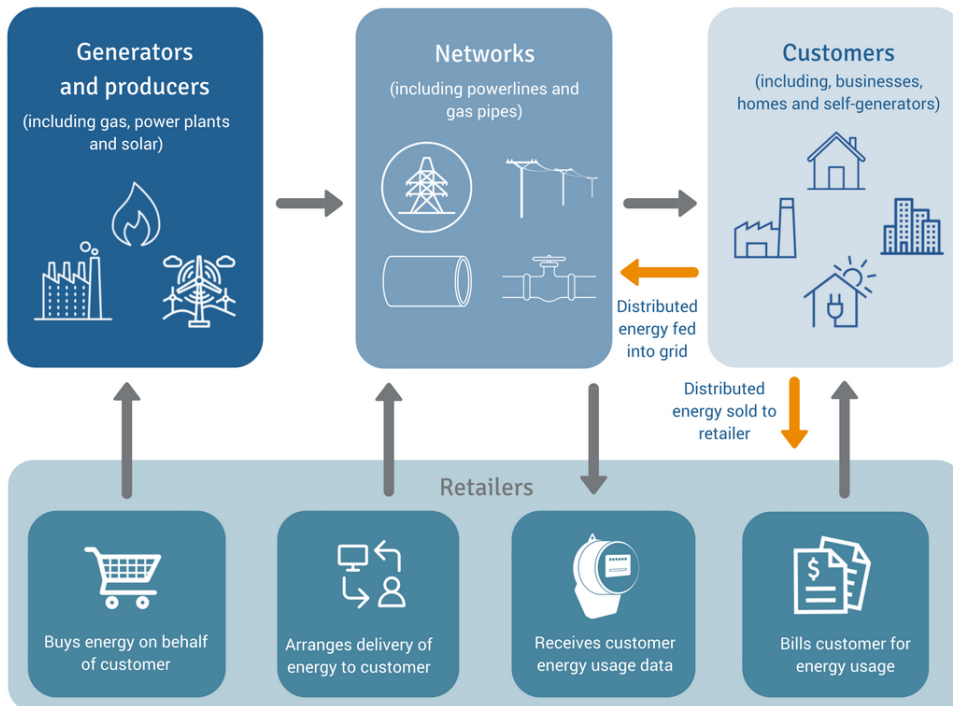 Generators
and producers
(including gas, power plants
and solar)
Networks
(including powerlines and
gas pipes)
Customers
(including, businesses,
homes and self-generators)
Distributed
energy fed
into grid
Distributed
energy sold to
retailer
Retailers
Buys energy on behalf
of customer
Arranges delivery of
energy to customer
Receives customer
energy usage data
$
Bills customer for
energy usage